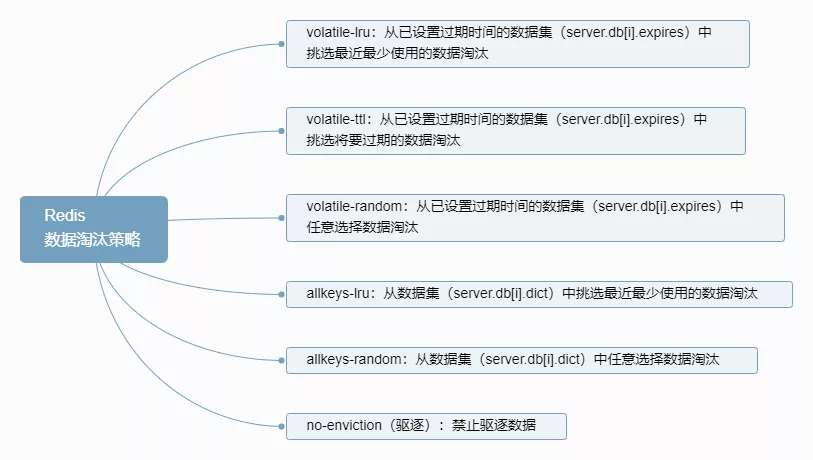 volatile-lru：从已设置过期时间的数据集（server.db[i].expires）中
挑选最近最少使用的数据淘汰
volatile-ttl：从已设置过期时间的数据集（server.db[i].expires）中
挑选将要过期的数据淘汰
Redis
数据淘汰策略
volatile-random：从已设置过期时间的数据集（server.db[i].expires）中
任意选择数据淘汰
allkeys-lru：从数据集（server.db[i].dict）中挑选最近最少使用的数据淘汰
allkeys-random：从数据集（server.db[i].dict）中任意选择数据淘汰
no-enviction（驱逐）：禁止驱逐数据